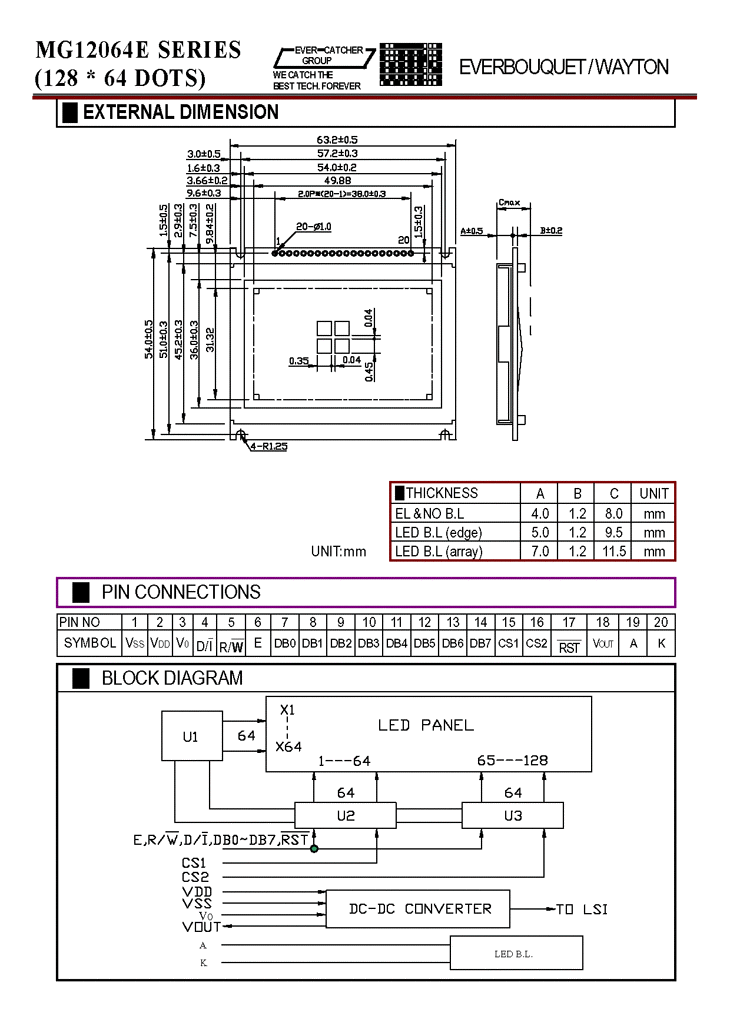 MG12064E SERIES
(128 * 64 DOTS)
EVER CATCHER
GROUP
WE CATCH THE
BEST TECH. FOREVER
EVERBOUQUET / WAYTON
EXTERNAL DIMENSION
63.2±0.5
3.0±0.5 57.2±0.3
1.6±0.3 54.0±0.2
3.66±0.2 49.88
9.6±0.3 2.0P*(20-1)=38.0±0.3
1.5±0.5
2.9±0.3
7.5±0.3
9.84±0.2
20-Ø1.0
1 20
1.5±0.3
Cmax
A±0.5 B±0.2
54.0±0.5
51.0±0.3
45.2±0.3
36.0±0.3
31.32
0.04
0.35 0.04
0.45
4-R1.25
THICKNESS A B C UNIT
EL & NO B.L 4.0 1.2 8.0 mm
LED B.L (edge) 5.0 1.2 9.5 mm
LED B.L (array) 7.0 1.2 11.5 mm
UNIT:mm
PIN CONNECTIONS
PIN NO 1 2 3 4 5 6 7 8 9 10 11 12 13 14 15 16 17 18 19 20
SYMBOL VSS VDD V0 D/I̅ R/W̅ E DB0 DB1 DB2 DB3 DB4 DB5 DB6 DB7 CS1 CS2 R̅S̅T̅ VOUT A K
BLOCK DIAGRAM
X1
LED PANEL
U1 64
X64
1---64 65---128
64 64
U2 U3
E,R/W̅,D/I̅,DB0~DB7,R̅S̅T̅
CS1
CS2
VDD
VSS
V0
VOUT
DC-DC CONVERTER
TO LSI
A
K
LED B.L.